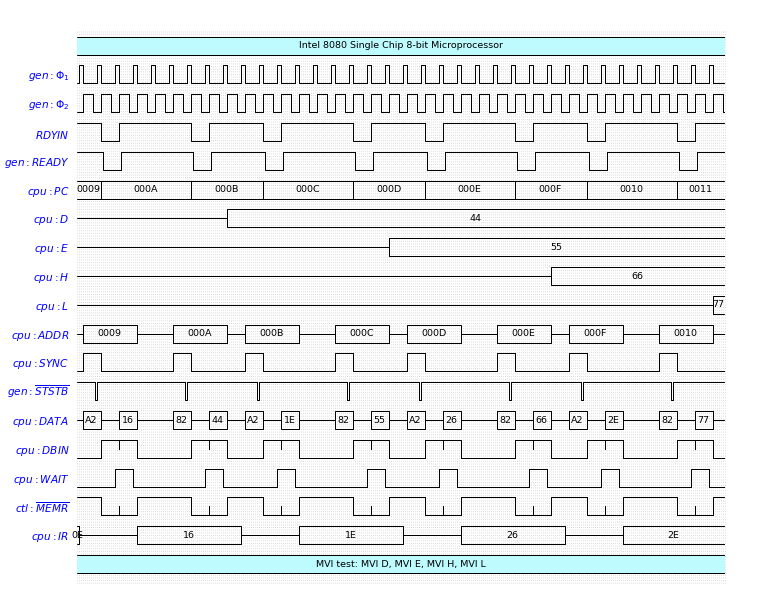 Intel 8080 Single Chip 8-bit Microprocessor
gen : Φ1
gen : Φ2
RDYIN
gen : READY
cpu : PC 0009 000A 000B 000C 000D 000E 000F 0010 0011
cpu : D 44
cpu : E 55
cpu : H 66
cpu : L 77
cpu : ADDR 0009 000A 000B 000C 000D 000E 000F 0010
cpu : SYNC
gen : STSTB
cpu : DATA A2 16 82 44 A2 1E 82 55 A2 26 82 66 A2 2E 82 77
cpu : DBIN
cpu : WAIT
ctl : MEMR
cpu : IR 0E 16 1E 26 2E
MVI test: MVI D, MVI E, MVI H, MVI L